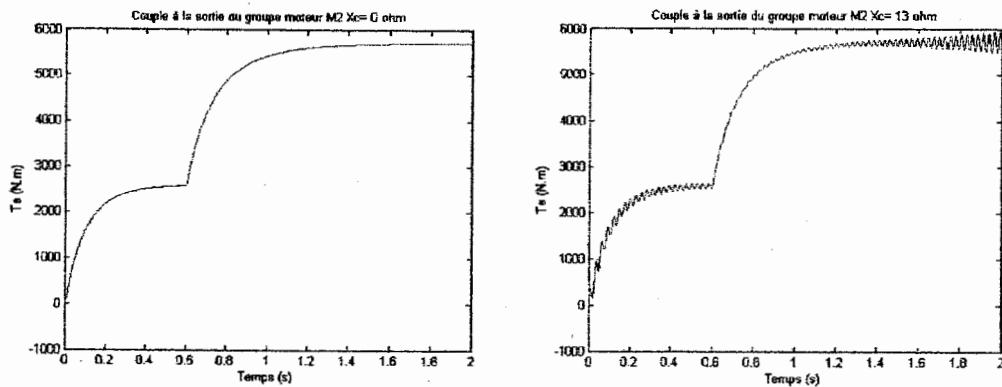 Couple à la sortie du groupe moteur M2 Xc= 0 ohm
6000
5000
4000
3000
2000
1000
0
-1000
Te (N.m)
0 0.2 0.4 0.6 0.8 1 1.2 1.4 1.6 1.8 2
Temps (s)
Couple à la sortie du groupe moteur M2 Xc= 13 ohm
6000
5000
4000
3000
2000
1000
0
-1000
Te (N.m)
0 0.2 0.4 0.6 0.8 1 1.2 1.4 1.6 1.8 2
Temps (s)